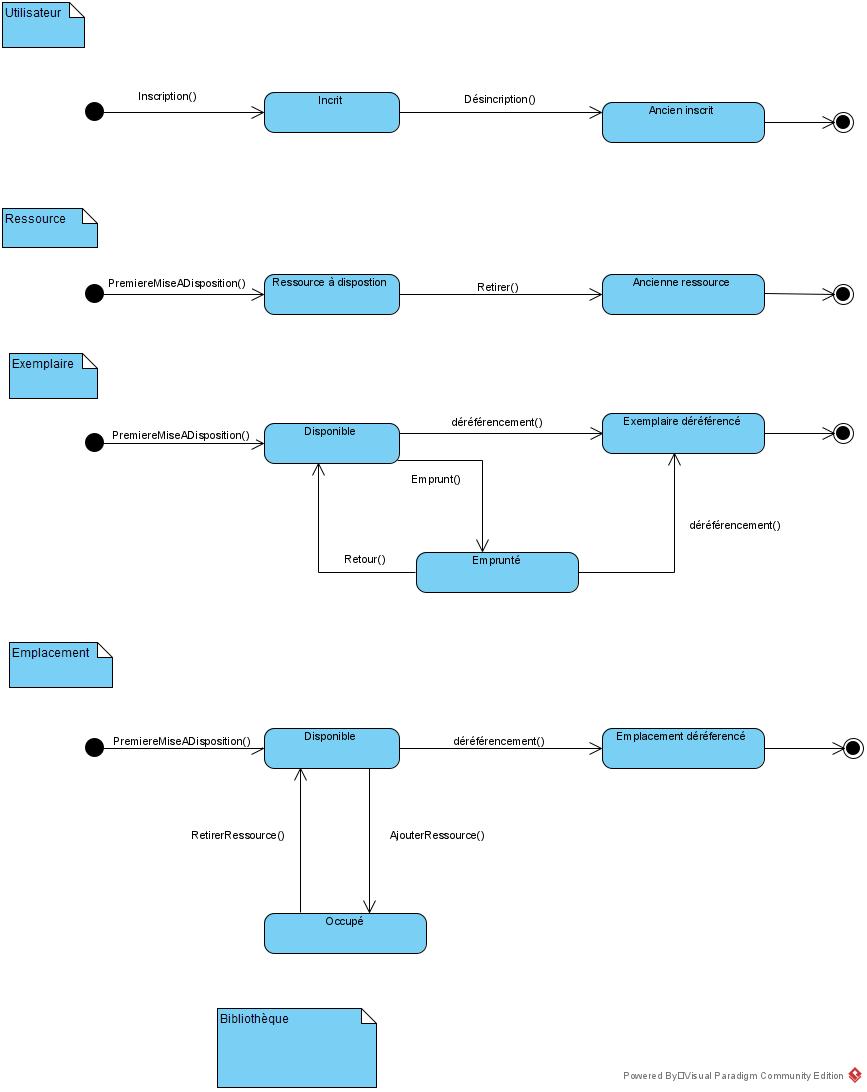 Utilisateur
Inscription()
Incrit
Désincription()
Ancien inscrit
Ressource
PremiereMiseADisposition()
Ressource à dispostion
Retirer()
Ancienne ressource
Exemplaire
PremiereMiseADisposition()
Disponible
déréférencement()
Exemplaire déréférencé
Emprunt()
déréférencement()
Retour()
Emprunté
Emplacement
PremiereMiseADisposition()
Disponible
déréférencement()
Emplacement déréferencé
RetirerRessource()
AjouterRessource()
Occupé
Bibliothèque
Powered By□Visual Paradigm Community Edition